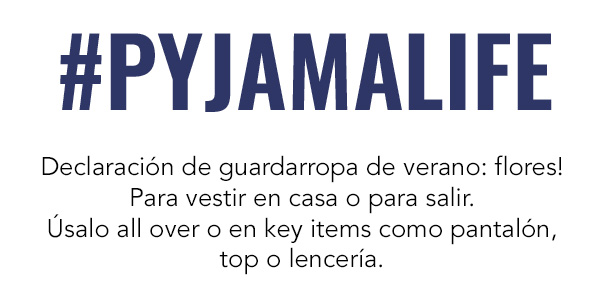 #PYJAMALIFE
Declaración de guardarropa de verano: flores!
Para vestir en casa o para salir.
Úsalo all over o en key items como pantalón,
top o lencería.